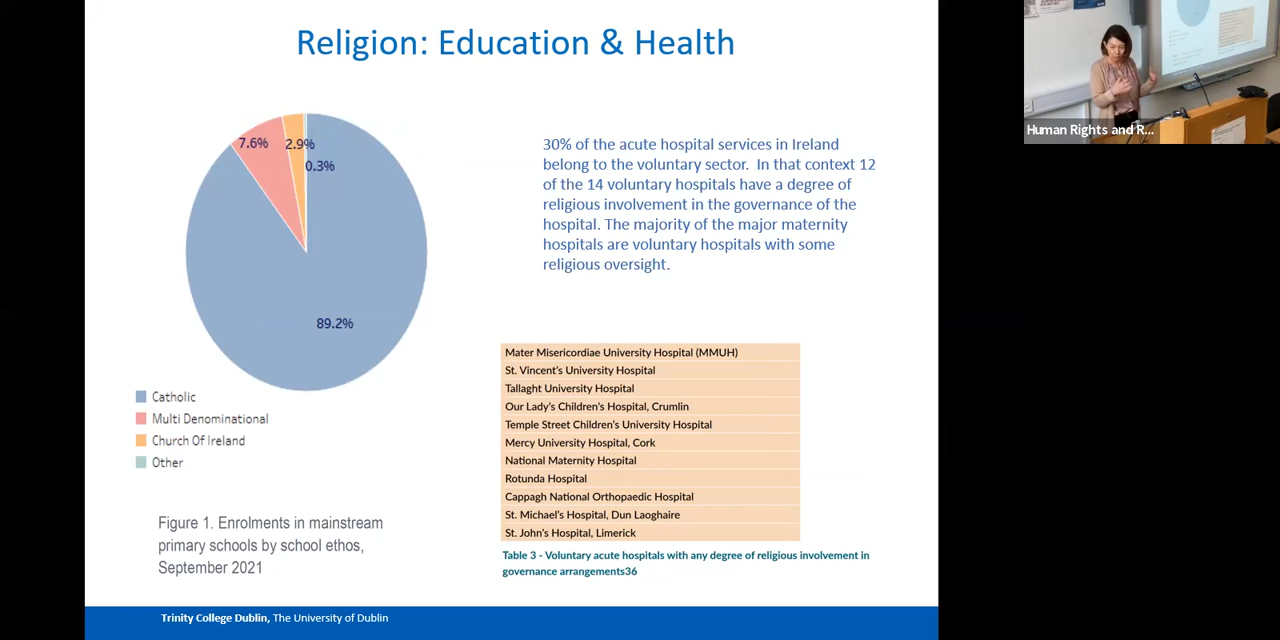 Religion: Education & Health
7.6%
2.9%
0.3%
89.2%
Catholic
Multi Denominational
Church Of Ireland
Other
Figure 1. Enrolments in mainstream
primary schools by school ethos,
September 2021
30% of the acute hospital services in Ireland
belong to the voluntary sector.  In that context 12
of the 14 voluntary hospitals have a degree of
religious involvement in the governance of the
hospital. The majority of the major maternity
hospitals are voluntary hospitals with some
religious oversight.
Mater Misericordiae University Hospital (MMUH)
St. Vincent's University Hospital
Tallaght University Hospital
Our Lady's Children's Hospital, Crumlin
Temple Street Children's University Hospital
Mercy University Hospital, Cork
National Maternity Hospital
Rotunda Hospital
Cappagh National Orthopaedic Hospital
St. Michael's Hospital, Dun Laoghaire
St. John's Hospital, Limerick
Table 3 - Voluntary acute hospitals with any degree of religious involvement in
governance arrangements36
Trinity College Dublin, The University of Dublin
Human Rights and R...